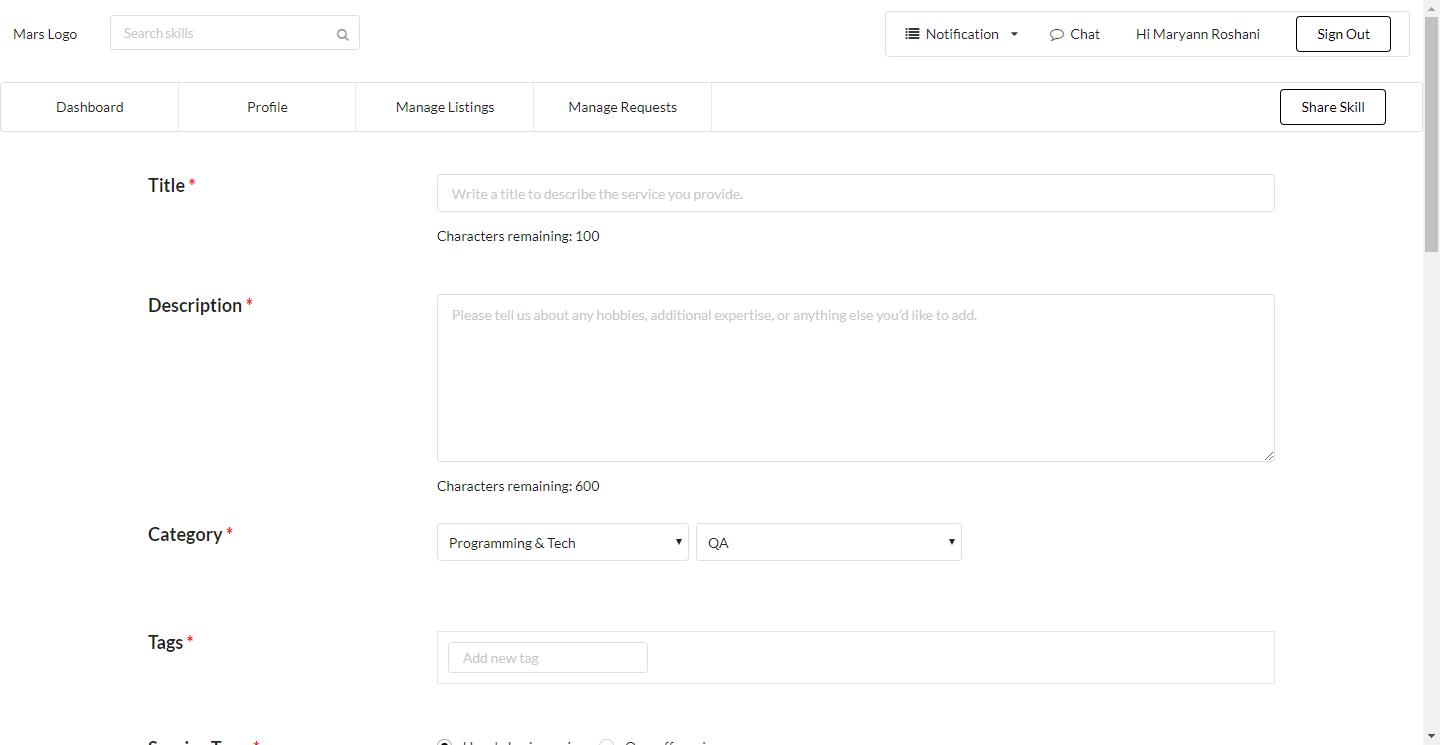 Mars Logo
Search skills
Notification
Chat
Hi Maryann Roshani
Sign Out
Dashboard
Profile
Manage Listings
Manage Requests
Share Skill
Title *
Write a title to describe the service you provide.
Characters remaining: 100
Description *
Please tell us about any hobbies, additional expertise, or anything else you'd like to add.
Characters remaining: 600
Category *
Programming & Tech
QA
Tags *
Add new tag